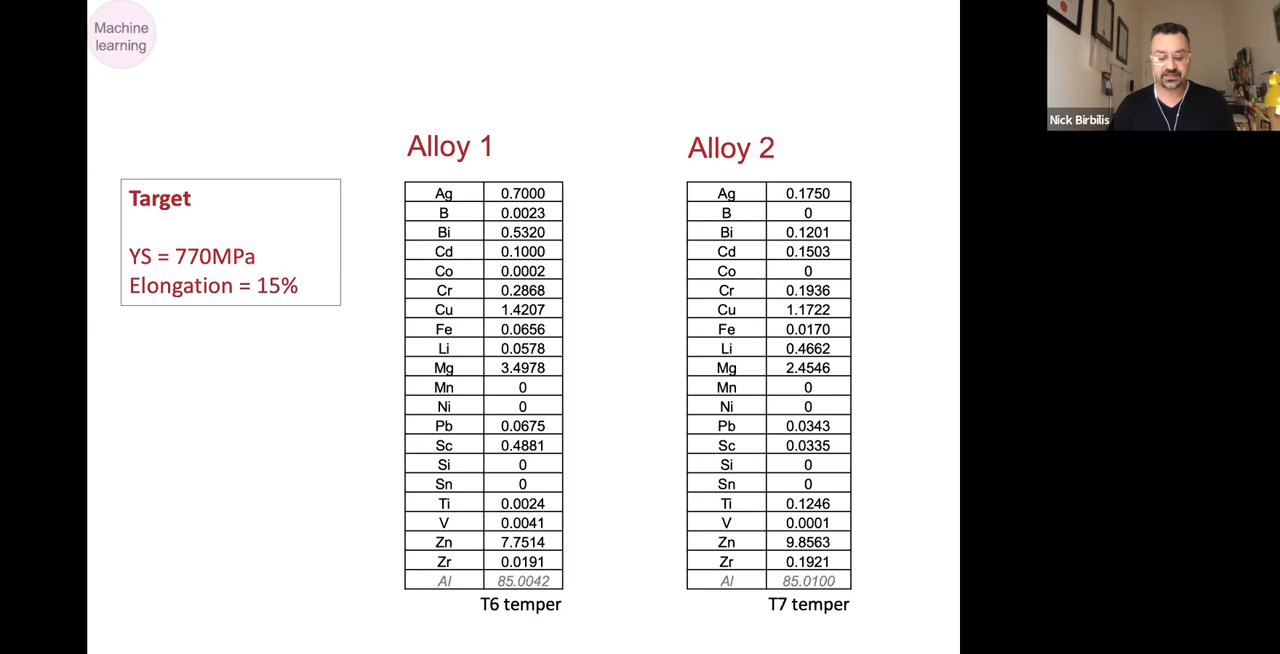 Machine
learning
Nick Birbilis
Target
YS = 770MPa
Elongation = 15%
Alloy 1
Ag 0.7000
B 0.0023
Bi 0.5320
Cd 0.1000
Co 0.0002
Cr 0.2868
Cu 1.4207
Fe 0.0656
Li 0.0578
Mg 3.4978
Mn 0
Ni 0
Pb 0.0675
Sc 0.4881
Si 0
Sn 0
Ti 0.0024
V 0.0041
Zn 7.7514
Zr 0.0191
Al 85.0042
T6 temper
Alloy 2
Ag 0.1750
B 0
Bi 0.1201
Cd 0.1503
Co 0
Cr 0.1936
Cu 1.1722
Fe 0.0170
Li 0.4662
Mg 2.4546
Mn 0
Ni 0
Pb 0.0343
Sc 0.0335
Si 0
Sn 0
Ti 0.1246
V 0.0001
Zn 9.8563
Zr 0.1921
Al 85.0100
T7 temper